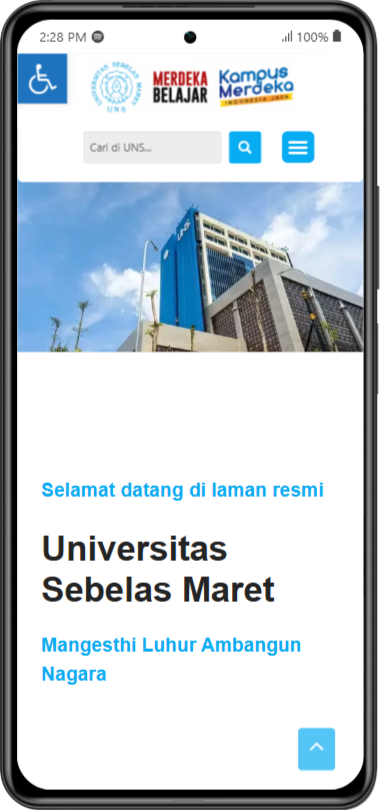 2:28 PM
100%
UNIVERSITAS SEBELAS MARET
UNS
MERDEKA
BELAJAR
Kampus
Merdeka
INDONESIA JAYA
Cari di UNS...
UNS
Selamat datang di laman resmi
Universitas
Sebelas Maret
Mangesthi Luhur Ambangun
Nagara